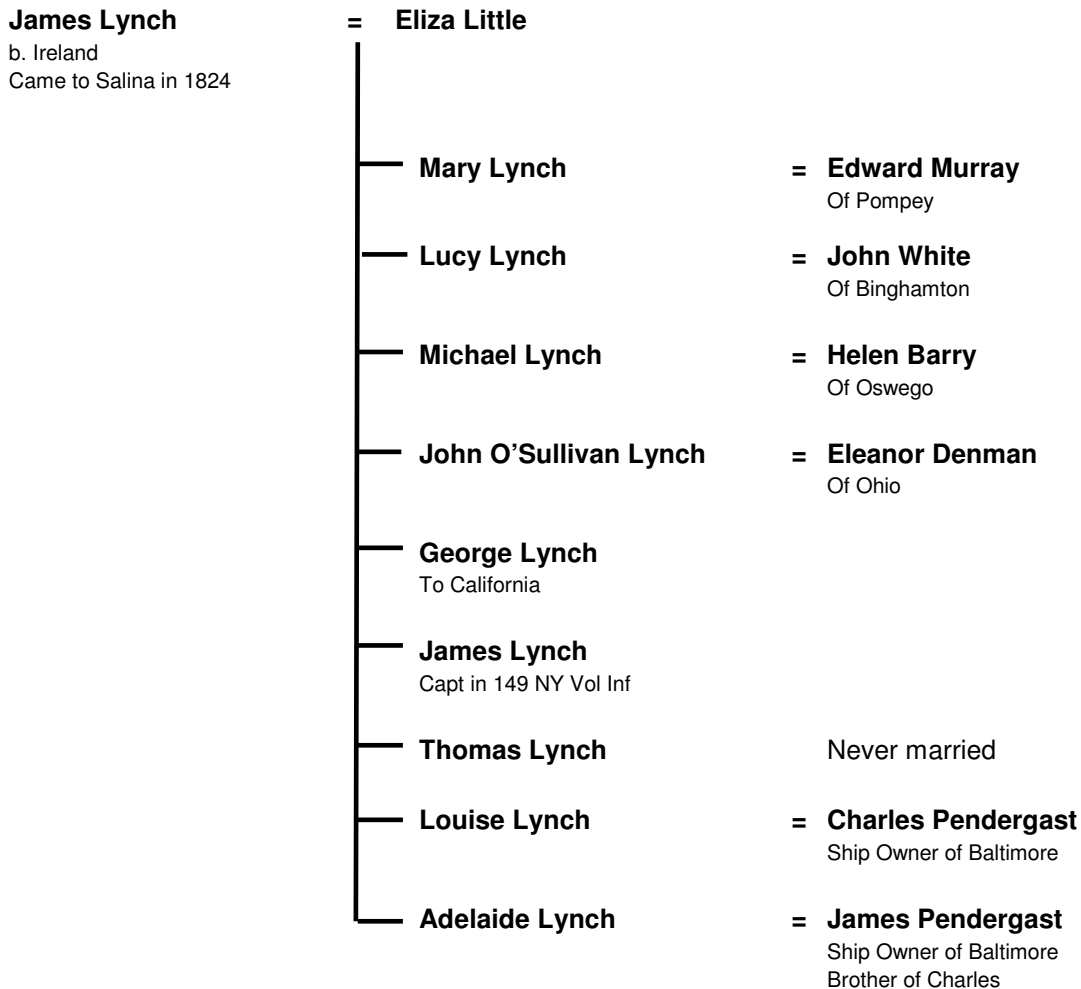 James Lynch = Eliza Little
b. Ireland
Came to Salina in 1824
Mary Lynch = Edward Murray
Of Pompey
Lucy Lynch = John White
Of Binghamton
Michael Lynch = Helen Barry
Of Oswego
John O'Sullivan Lynch = Eleanor Denman
Of Ohio
George Lynch
To California
James Lynch
Capt in 149 NY Vol Inf
Thomas Lynch Never married
Louise Lynch = Charles Pendergast
Ship Owner of Baltimore
Adelaide Lynch = James Pendergast
Ship Owner of Baltimore
Brother of Charles